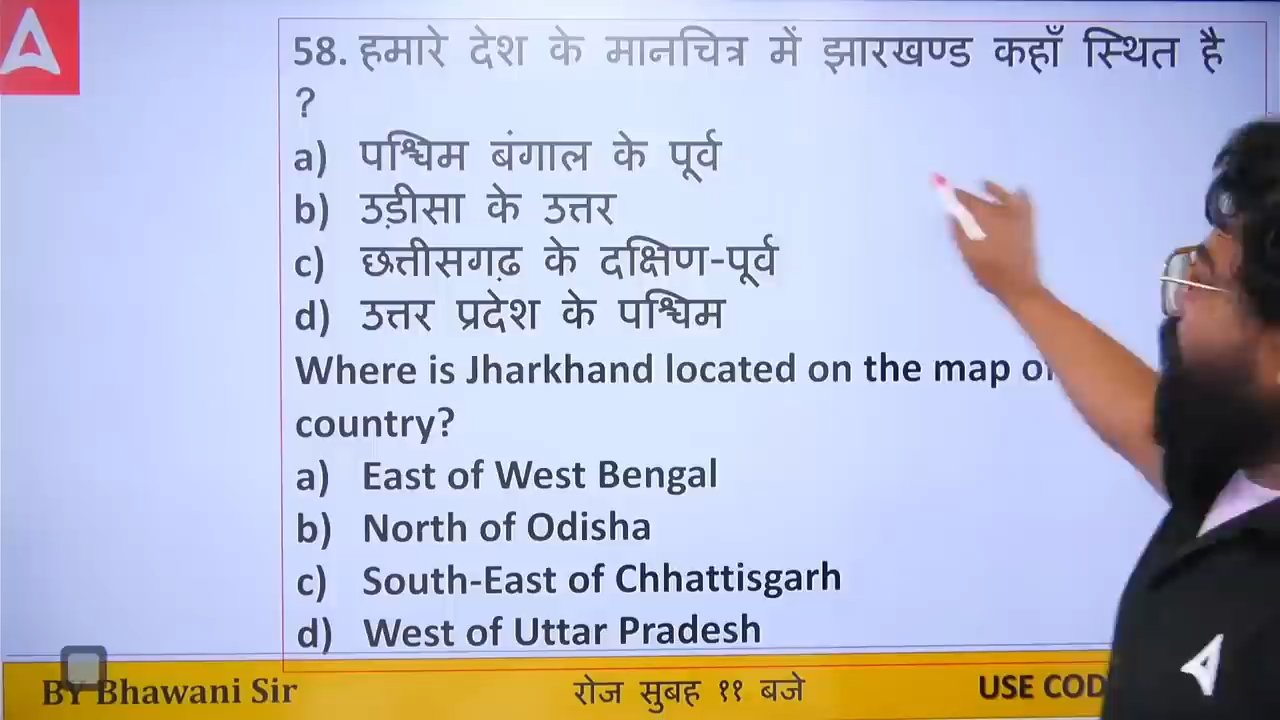 58. हमारे देश के मानचित्र में झारखण्ड कहाँ स्थित है
?
a) पश्चिम बंगाल के पूर्व
b) उड़ीसा के उत्तर
c) छत्तीसगढ़ के दक्षिण-पूर्व
d) उत्तर प्रदेश के पश्चिम
Where is Jharkhand located on the map
country?
a) East of West Bengal
b) North of Odisha
c) South-East of Chhattisgarh
d) West of Uttar Pradesh
BY Bhawani Sir
रोज सुबह ११ बजे
USE